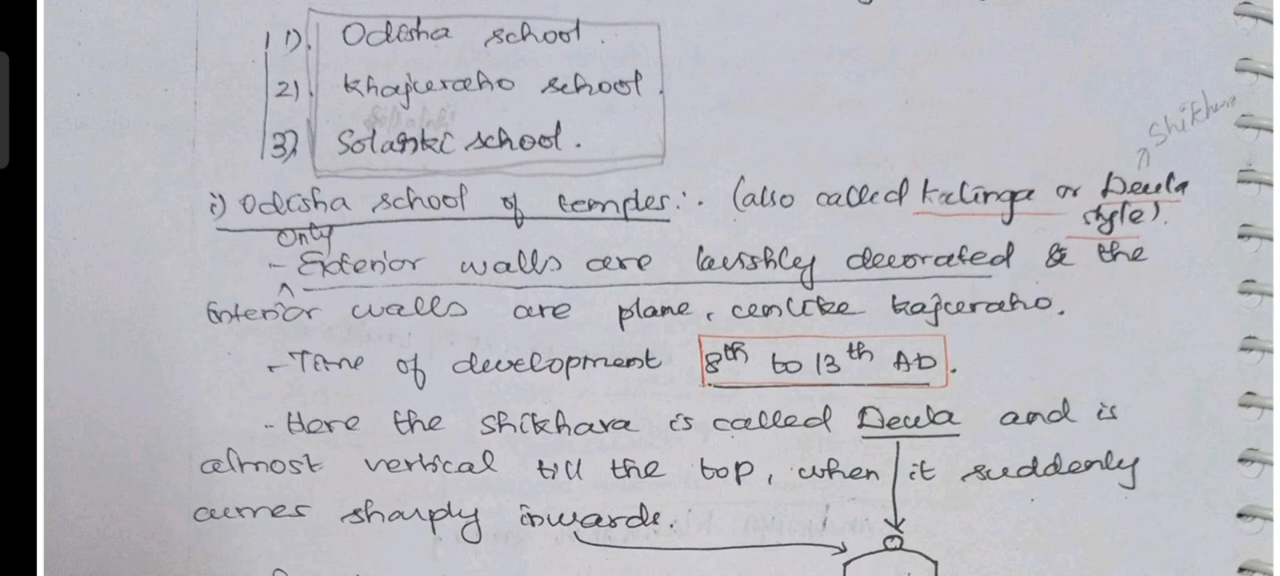 1). Odisha school.
2). Khajuraho school.
3) Solanki school.
Shikhara
i) Odisha school of temples:. (also called Kalinga or Deula
style).
Only
- Exterior walls are lavishly decorated & the
interior walls are plane, unlike kajuraho.
- Time of development 8th to 13th AD.
- Here the shikhara is called Deula and is
almost vertical till the top, when it suddenly
curves sharply inwards.